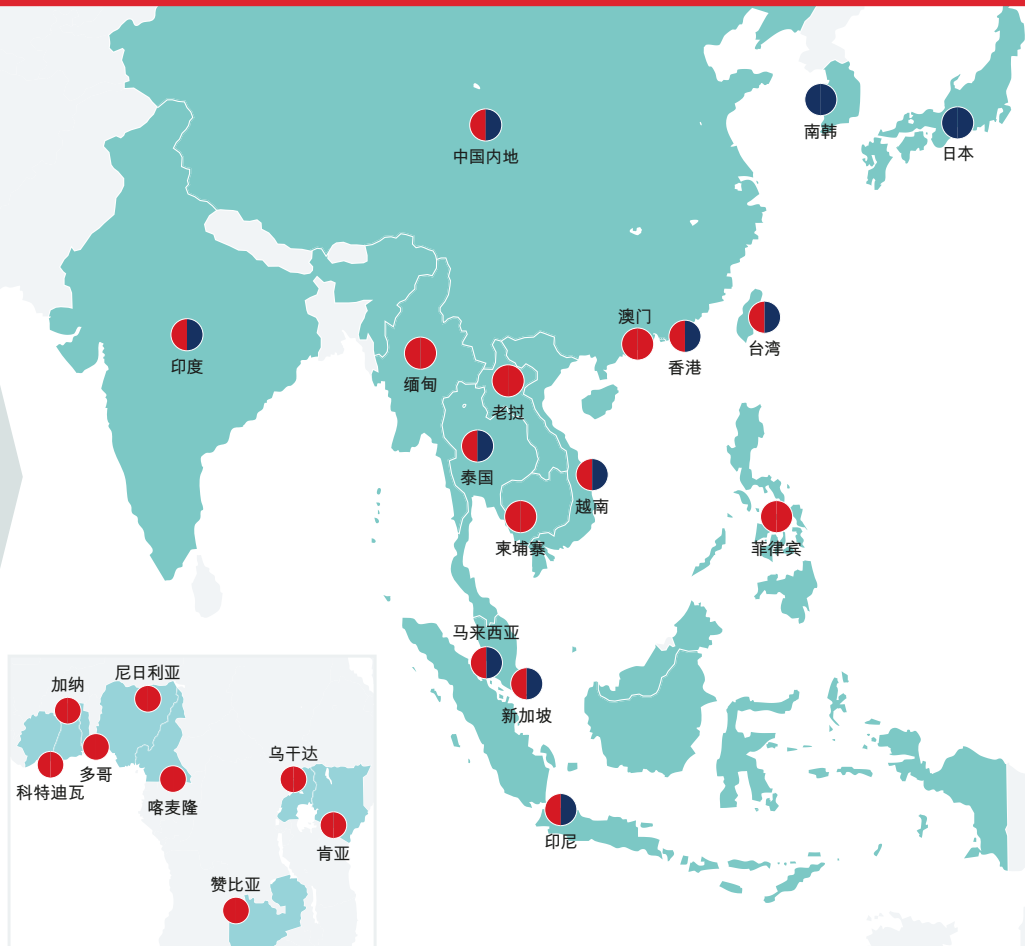 南韩
日本
中国内地
澳门
香港
台湾
印度
缅甸
老挝
泰国
越南
柬埔寨
菲律宾
马来西亚
新加坡
印尼
尼日利亚
加纳
多哥
科特迪瓦
喀麦隆
乌干达
肯亚
赞比亚